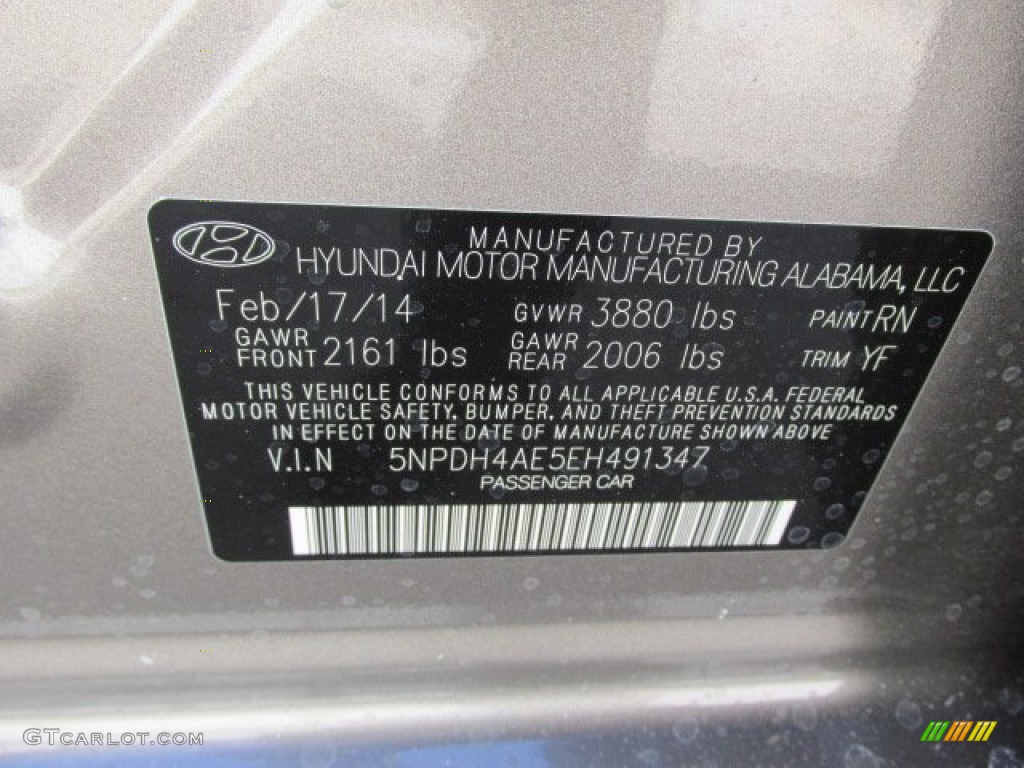 MANUFACTURED BY
HYUNDAI MOTOR MANUFACTURING ALABAMA, LLC
Feb/17/14 GVWR 3880 lbs PAINT RN
GAWR FRONT 2161 lbs GAWR REAR 2006 lbs TRIM YF
THIS VEHICLE CONFORMS TO ALL APPLICABLE U.S.A. FEDERAL
MOTOR VEHICLE SAFETY, BUMPER, AND THEFT PREVENTION STANDARDS
IN EFFECT ON THE DATE OF MANUFACTURE SHOWN ABOVE
V.I.N 5NPDH4AE5EH491347
PASSENGER CAR
GTCARLOT.COM